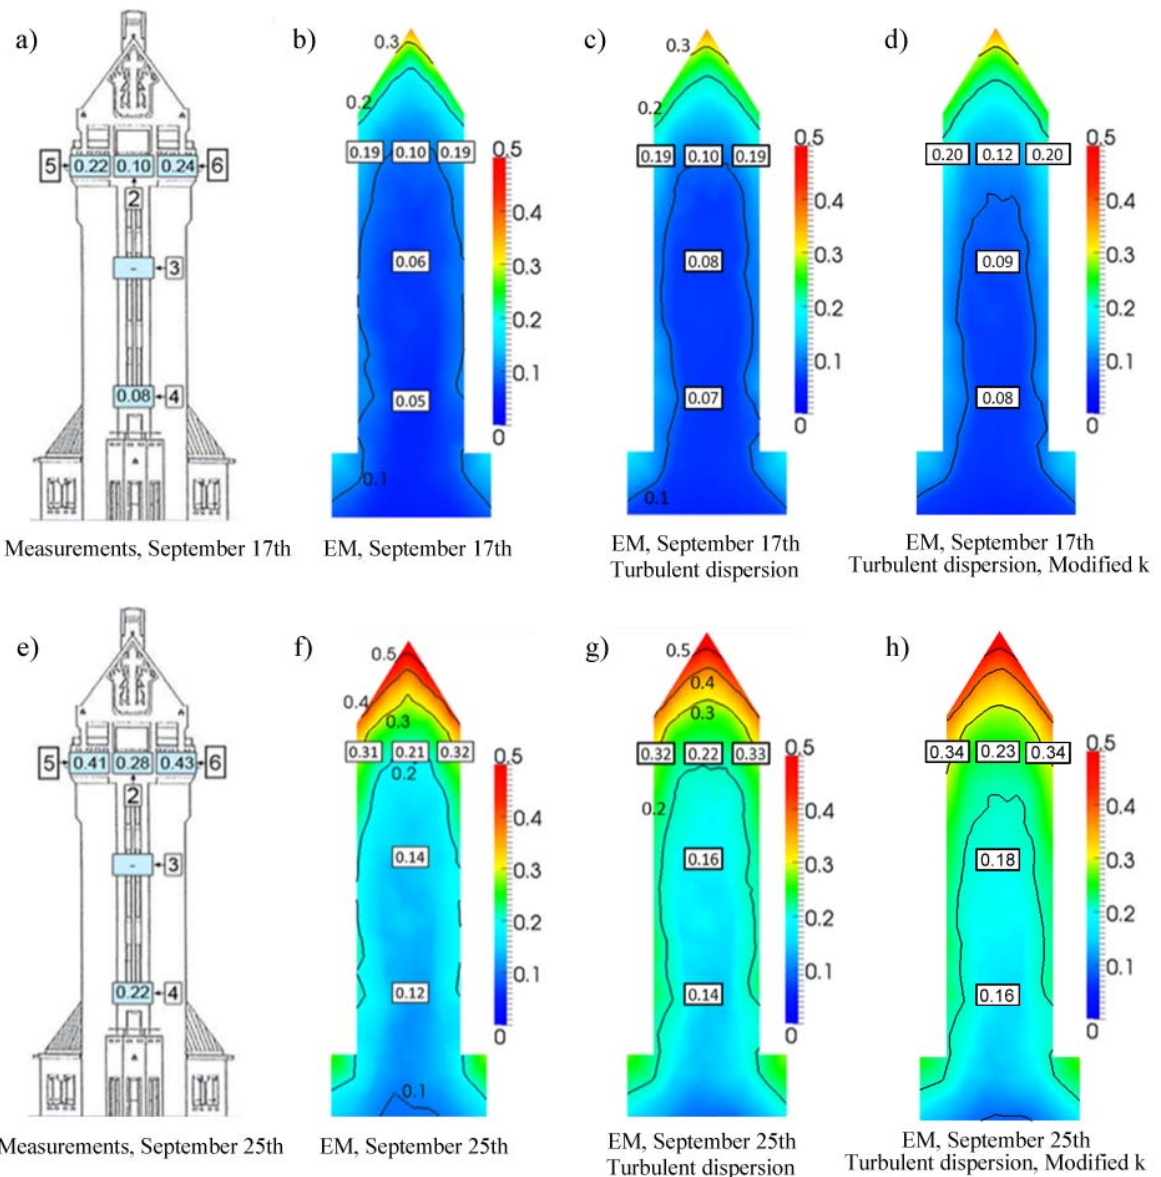 a)
b)
c)
d)
0.3
0.3
0.2
0.2
5 0.22 0.10 0.24 6
0.19 0.10 0.19 0.5
0.19 0.10 0.19 0.5
0.20 0.12 0.20 0.5
2
0.4
0.4
0.4
- 3
0.06
0.08
0.09
0.3
0.3
0.3
0.2
0.2
0.2
0.08 4
0.05
0.07
0.08
0.1
0.1
0.1
0
0
0
0.1
0.1
Measurements, September 17th
EM, September 17th
EM, September 17th
Turbulent dispersion
EM, September 17th
Turbulent dispersion, Modified k
e)
f)
g)
h)
0.5
0.5
0.4
0.4
0.3
0.3
5 0.41 0.28 0.43 6
0.31 0.21 0.32 0.5
0.32 0.22 0.33 0.5
0.34 0.23 0.34 0.5
2
0.2
0.2
0.4
0.4
0.4
- 3
0.14
0.16
0.18
0.3
0.3
0.3
0.2
0.2
0.2
0.22 4
0.12
0.14
0.16
0.1
0.1
0.1
0
0
0
0.1
Measurements, September 25th
EM, September 25th
EM, September 25th
Turbulent dispersion
EM, September 25th
Turbulent dispersion, Modified k